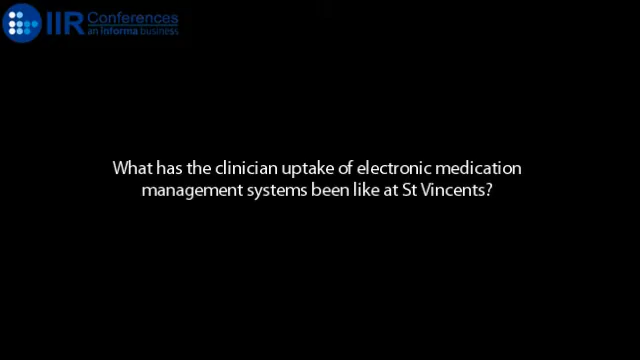 IIR Conferences
an informa business
What has the clinician uptake of electronic medication
management systems been like at St Vincents?